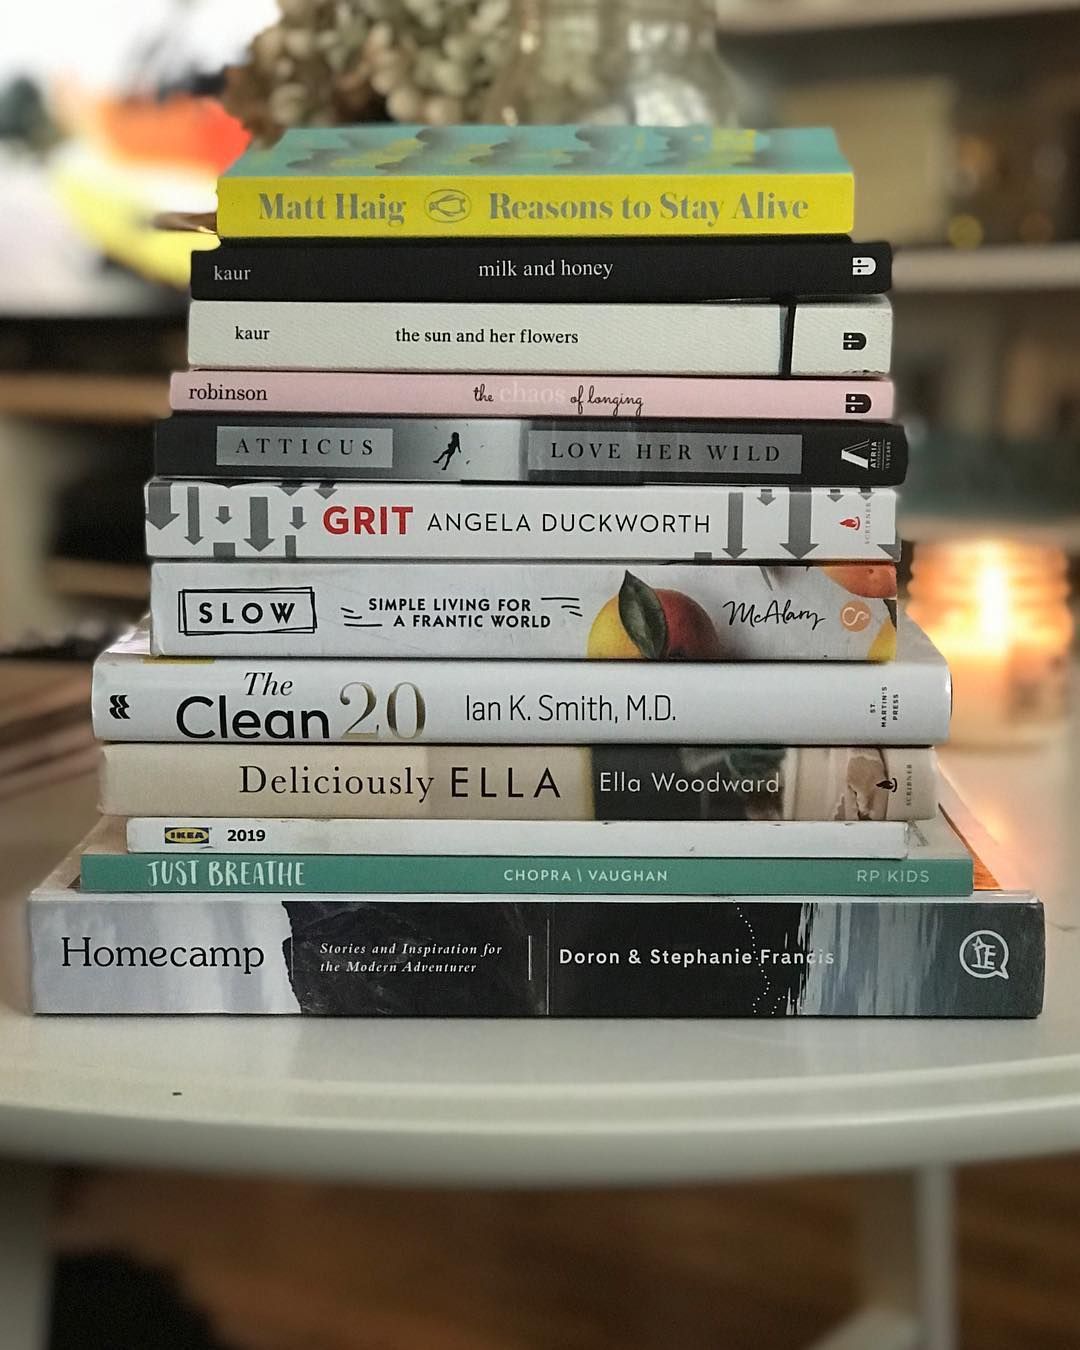 Matt Haig Reasons to Stay Alive
kaur milk and honey
kaur the sun and her flowers
robinson the chaos of longing
ATTICUS LOVE HER WILD
ATRIA
GRIT ANGELA DUCKWORTH
SCRIBNER
SLOW
SIMPLE LIVING FOR
A FRANTIC WORLD
McAlary
The
Clean 20 Ian K. Smith, M.D.
ST.
MARTIN'S
PRESS
Deliciously ELLA Ella Woodward
SCRIBNER
IKEA 2019
JUST BREATHE CHOPRA \ VAUGHAN RP KIDS
Homecamp
Stories and Inspiration for
the Modern Adventurer
Doron & Stephanie Francis